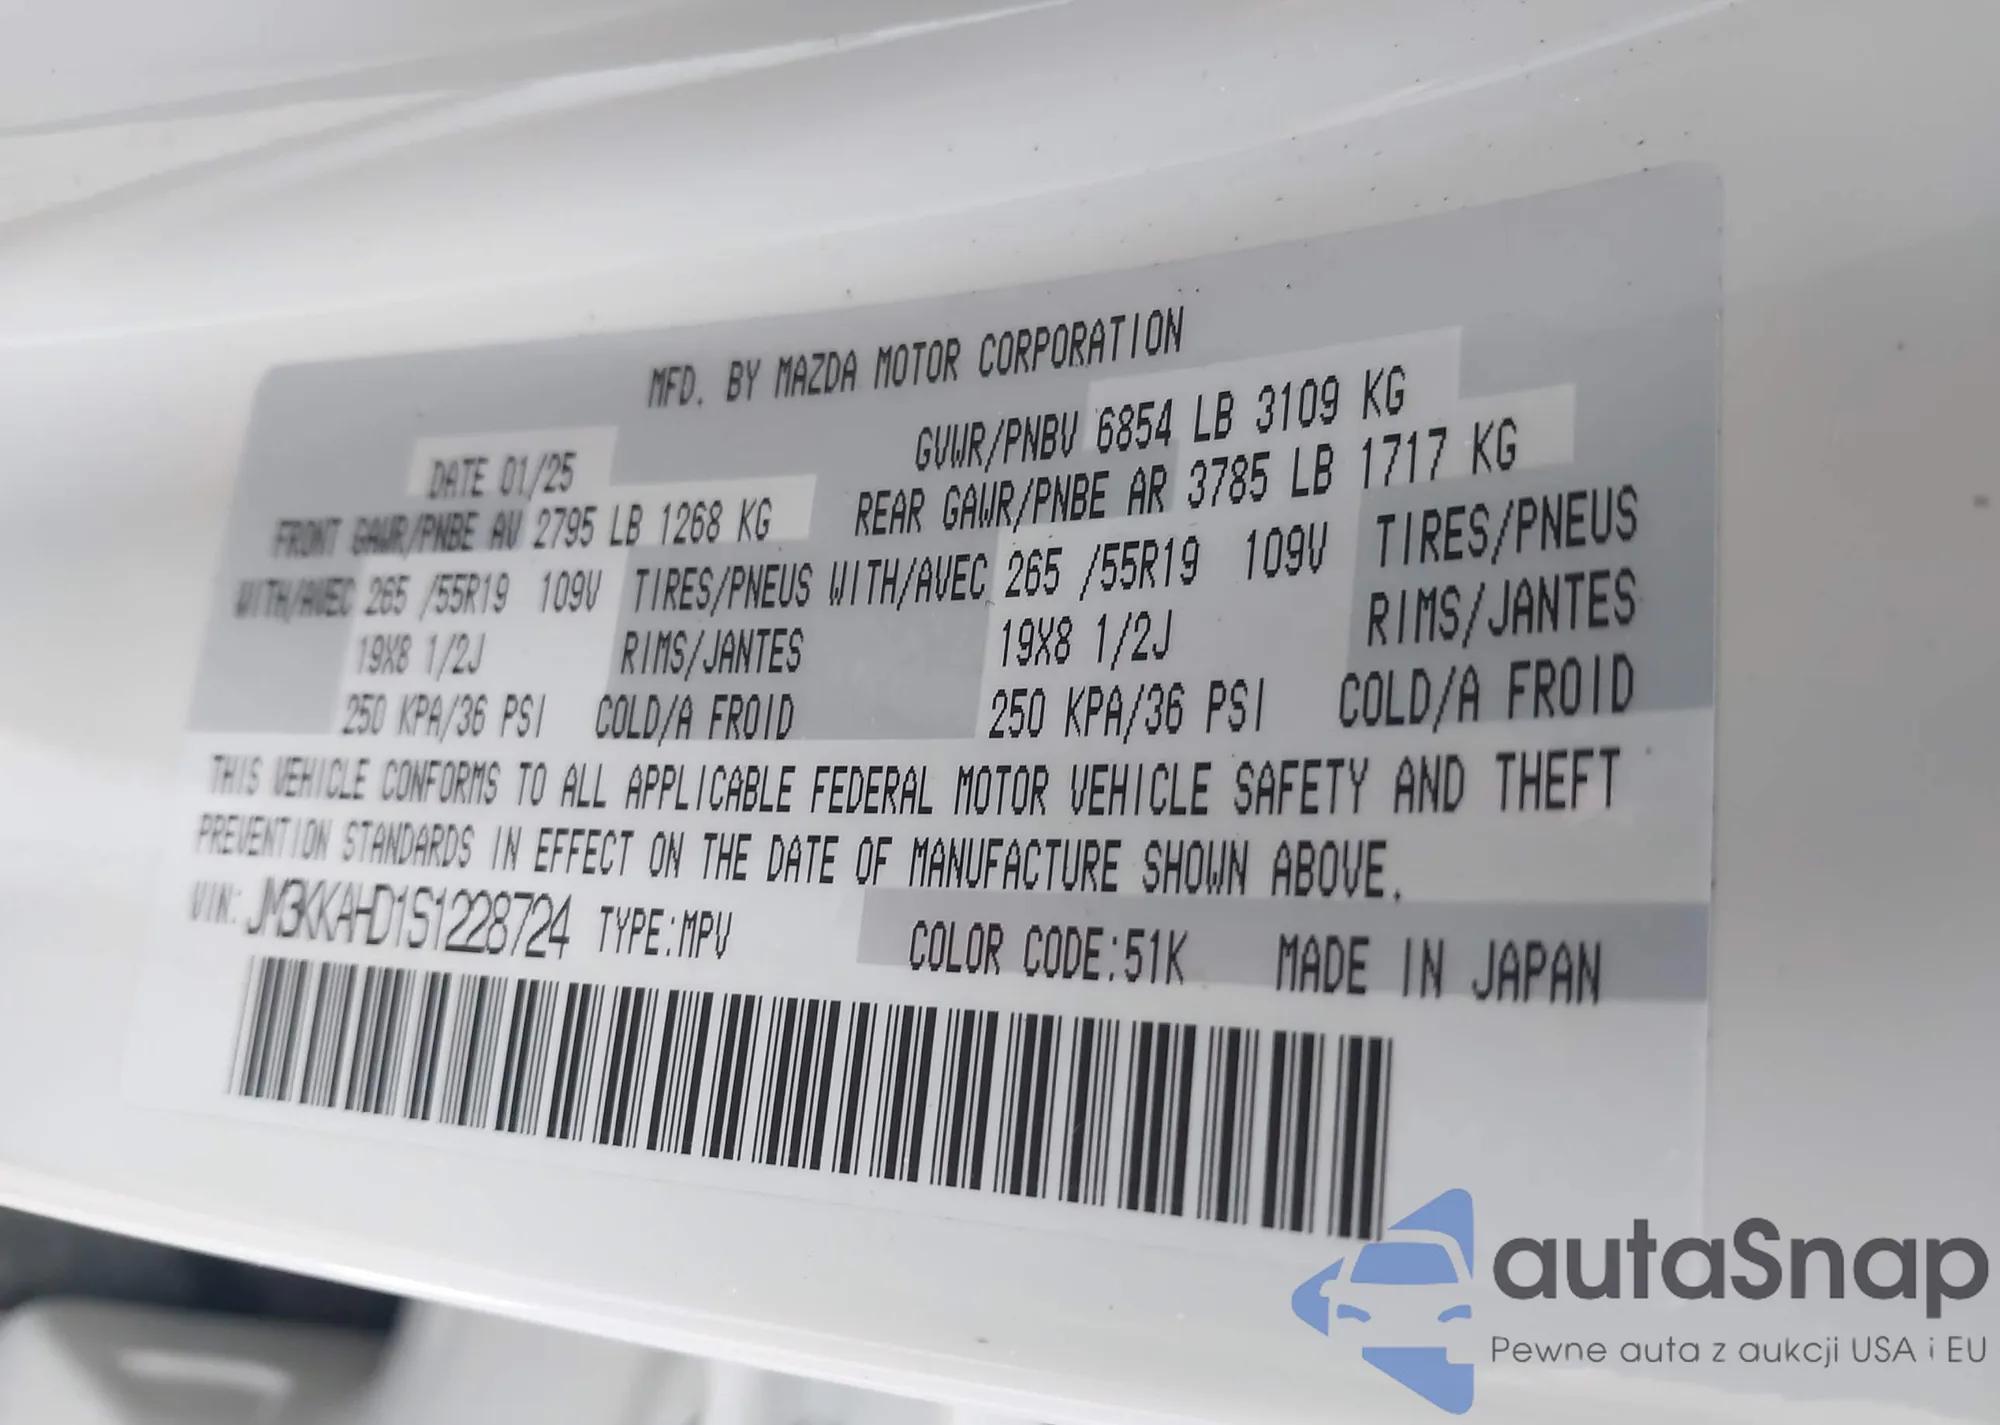 MFD. BY MAZDA MOTOR CORPORATION
DATE 01/25 GVWR/PNBV 6854 LB 3109 KG
FRONT GAWR/PNBE AV 2795 LB 1268 KG REAR GAWR/PNBE AR 3785 LB 1717 KG
WITH/AVEC 265 /55R19 109V TIRES/PNEUS WITH/AVEC 265 /55R19 109V TIRES/PNEUS
19X8 1/2J RIMS/JANTES 19X8 1/2J RIMS/JANTES
250 KPA/36 PSI COLD/A FROID 250 KPA/36 PSI COLD/A FROID
THIS VEHICLE CONFORMS TO ALL APPLICABLE FEDERAL MOTOR VEHICLE SAFETY AND THEFT
PREVENTION STANDARDS IN EFFECT ON THE DATE OF MANUFACTURE SHOWN ABOVE.
VIN: JM3KKAHD1S1228724 TYPE:MPV COLOR CODE:51K MADE IN JAPAN
autaSnap
Pewne auta z aukcji USA i EU